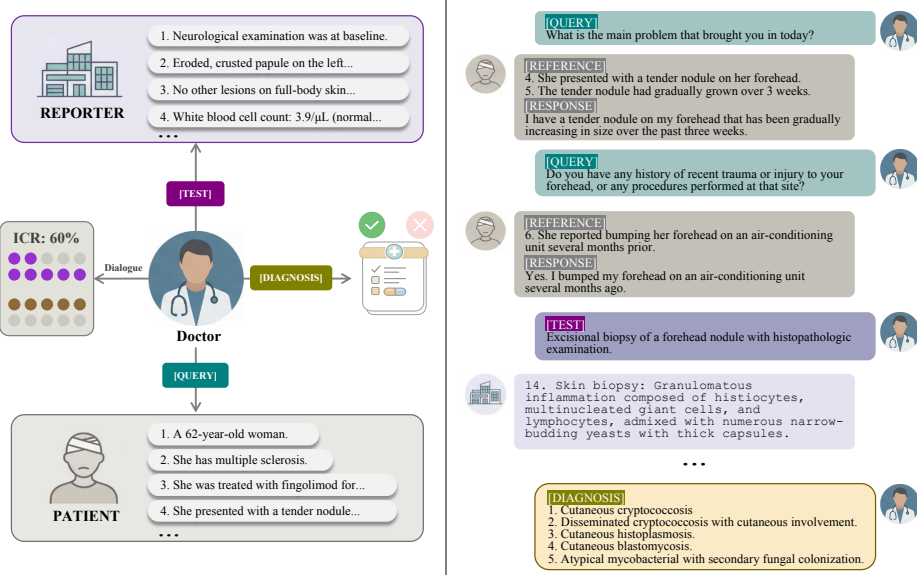 1. Neurological examination was at baseline.
2. Eroded, crusted papule on the left...
3. No other lesions on full-body skin...
4. White blood cell count: 3.9/μL (normal...
...
REPORTER
[TEST]
ICR: 60%
Dialogue
[DIAGNOSIS]
Doctor
[QUERY]
1. A 62-year-old woman.
2. She has multiple sclerosis.
3. She was treated with fingolimod for...
4. She presented with a tender nodule...
...
PATIENT
[QUERY]
What is the main problem that brought you in today?
[REFERENCE]
4. She presented with a tender nodule on her forehead.
5. The tender nodule had gradually grown over 3 weeks.
[RESPONSE]
I have a tender nodule on my forehead that has been gradually
increasing in size over the past three weeks.
[QUERY]
Do you have any history of recent trauma or injury to your
forehead, or any procedures performed at that site?
[REFERENCE]
6. She reported bumping her forehead on an air-conditioning
unit several months prior.
[RESPONSE]
Yes. I bumped my forehead on an air-conditioning unit
several months ago.
[TEST]
Excisional biopsy of a forehead nodule with histopathologic
examination.
14. Skin biopsy: Granulomatous
inflammation composed of histiocytes,
multinucleated giant cells, and
lymphocytes, admixed with numerous narrow-
budding yeasts with thick capsules.
...
[DIAGNOSIS]
1. Cutaneous cryptococcosis
2. Disseminated cryptococcosis with cutaneous involvement.
3. Cutaneous histoplasmosis.
4. Cutaneous blastomycosis.
5. Atypical mycobacterial with secondary fungal colonization.